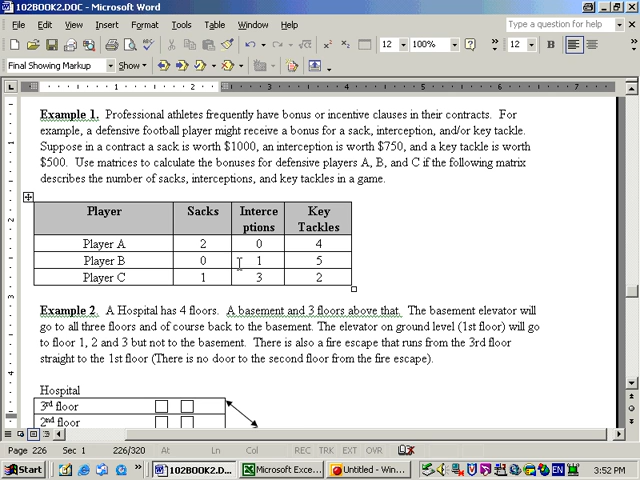 102BOOK2.DOC - Microsoft Word
File Edit View Insert Format Tools Table Window Help
Type a question for help
12 100% 12 B
Final Showing Markup Show
1 2 3 4 5 6 7
Example 1. Professional athletes frequently have bonus or incentive clauses in their contracts. For
example, a defensive football player might receive a bonus for a sack, interception, and/or key tackle.
Suppose in a contract a sack is worth $1000, an interception is worth $750, and a key tackle is worth
$500. Use matrices to calculate the bonuses for defensive players A, B, and C if the following matrix
describes the number of sacks, interceptions, and key tackles in a game.
Player Sacks Interce Key
ptions Tackles
Player A 2 0 4
Player B 0 1 5
Player C 1 3 2
Example 2. A Hospital has 4 floors. A basement and 3 floors above that. The basement elevator will
go to all three floors and of course back to the basement. The elevator on ground level (1st floor) will go
to floor 1, 2 and 3 but not to the basement. There is also a fire escape that runs from the 3rd floor
straight to the 1st floor (There is no door to the second floor from the fire escape).
Hospital
3rd floor
2nd floor
Page 226 Sec 1 226/320 At Ln Col REC TRK EXT OVR
Start 102BOOK2.D... Microsoft Exce... Untitled - Win... EN 3:52 PM